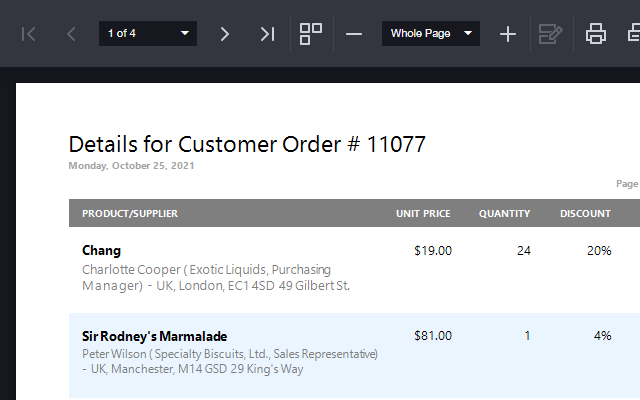 1 of 4
Whole Page
Details for Customer Order # 11077
Monday, October 25, 2021
Page
PRODUCT/SUPPLIER UNIT PRICE QUANTITY DISCOUNT
Chang $19.00 24 20%
Charlotte Cooper ( Exotic Liquids, Purchasing
Manager) - UK, London, EC1 4SD 49 Gilbert St.
Sir Rodney's Marmalade $81.00 1 4%
Peter Wilson ( Specialty Biscuits, Ltd., Sales Representative)
- UK, Manchester, M14 GSD 29 King's Way